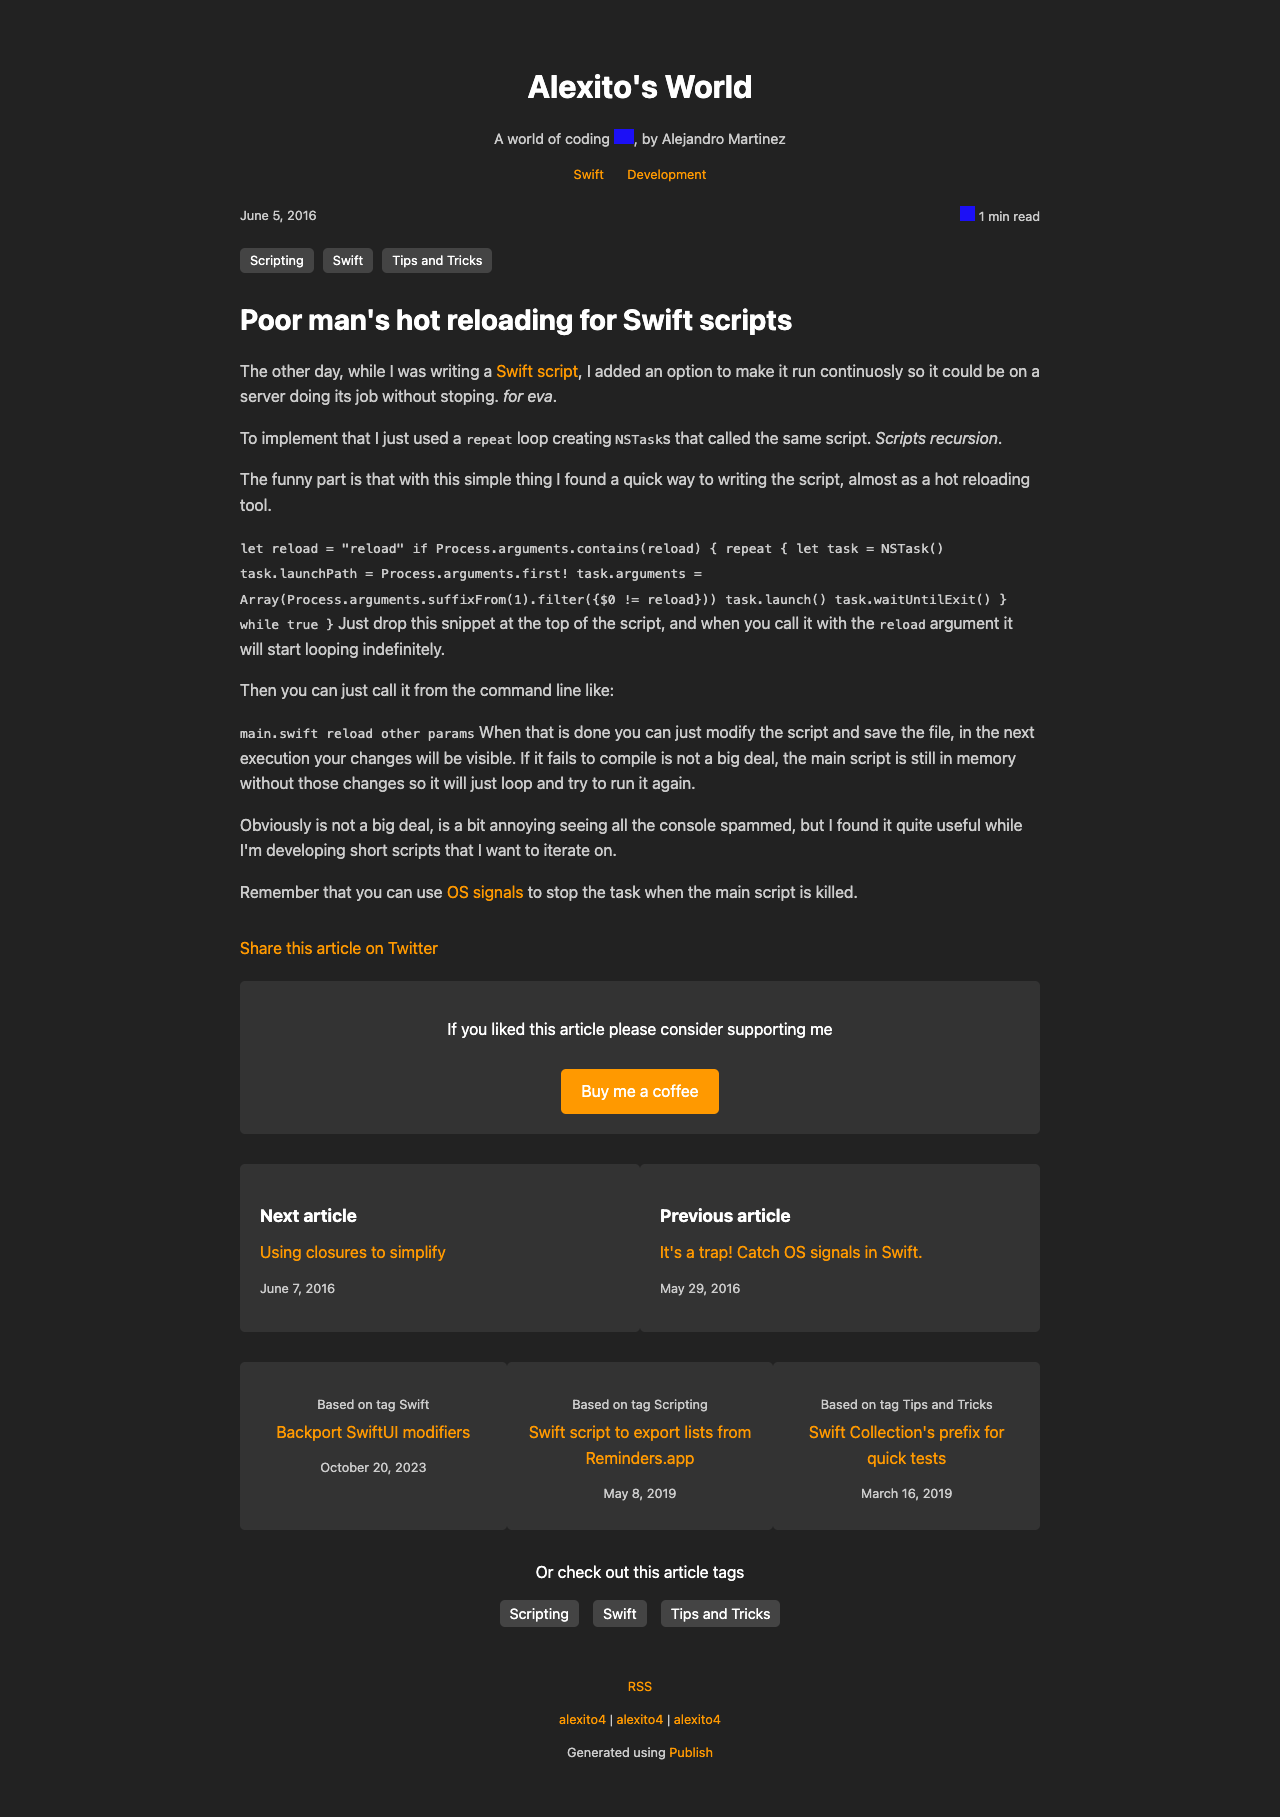 Alexito's World
A world of coding , by Alejandro Martinez
Swift Development
June 5, 2016
1 min read
Scripting Swift Tips and Tricks
Poor man's hot reloading for Swift scripts
The other day, while I was writing a Swift script, I added an option to make it run continuosly so it could be on a
server doing its job without stoping. for eva.
To implement that I just used a repeat loop creating NSTasks that called the same script. Scripts recursion.
The funny part is that with this simple thing I found a quick way to writing the script, almost as a hot reloading
tool.
let reload = "reload" if Process.arguments.contains(reload) { repeat { let task = NSTask()
task.launchPath = Process.arguments.first! task.arguments =
Array(Process.arguments.suffixFrom(1).filter({$0 != reload})) task.launch() task.waitUntilExit() }
while true } Just drop this snippet at the top of the script, and when you call it with the reload argument it
will start looping indefinitely.
Then you can just call it from the command line like:
main.swift reload other params When that is done you can just modify the script and save the file, in the next
execution your changes will be visible. If it fails to compile is not a big deal, the main script is still in memory
without those changes so it will just loop and try to run it again.
Obviously is not a big deal, is a bit annoying seeing all the console spammed, but I found it quite useful while
I'm developing short scripts that I want to iterate on.
Remember that you can use OS signals to stop the task when the main script is killed.
Share this article on Twitter
If you liked this article please consider supporting me
Buy me a coffee
Next article
Using closures to simplify
June 7, 2016
Previous article
It's a trap! Catch OS signals in Swift.
May 29, 2016
Based on tag Swift
Backport SwiftUI modifiers
October 20, 2023
Based on tag Scripting
Swift script to export lists from
Reminders.app
May 8, 2019
Based on tag Tips and Tricks
Swift Collection's prefix for
quick tests
March 16, 2019
Or check out this article tags
Scripting Swift Tips and Tricks
RSS
alexito4 | alexito4 | alexito4
Generated using Publish